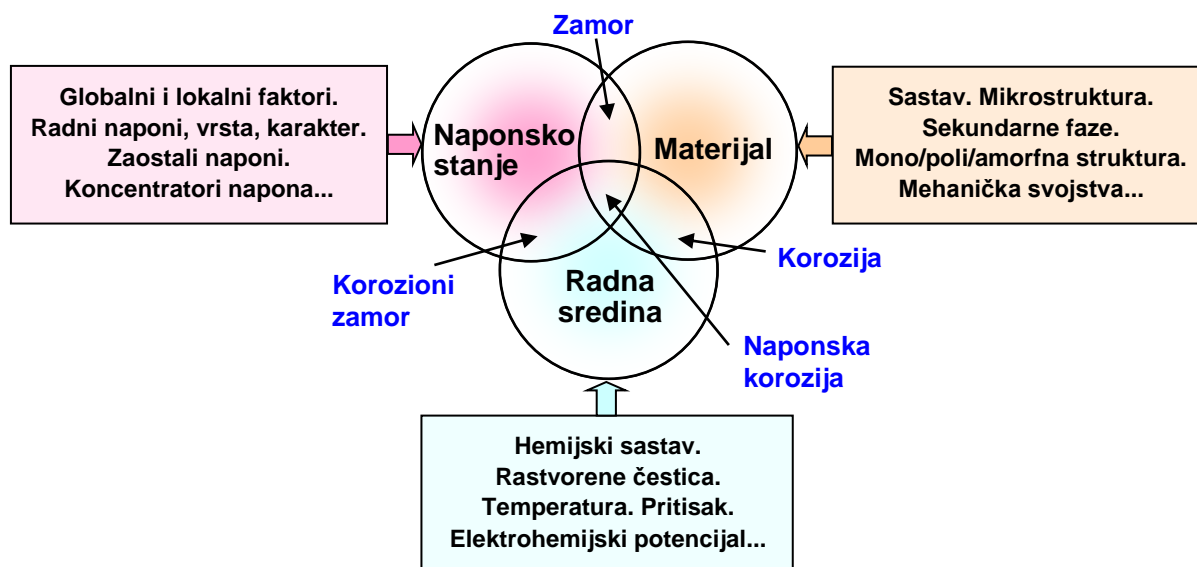 Zamor
Globalni i lokalni faktori.
Radni naponi, vrsta, karakter.
Zaostali naponi.
Koncentratori napona...
Naponsko
stanje
Materijal
Sastav. Mikrostruktura.
Sekundarne faze.
Mono/poli/amorfna struktura.
Mehanička svojstva...
Korozioni
zamor
Radna
sredina
Korozija
Naponska
korozija
Hemijski sastav.
Rastvorene čestica.
Temperatura. Pritisak.
Elektrohemijski potencijal...